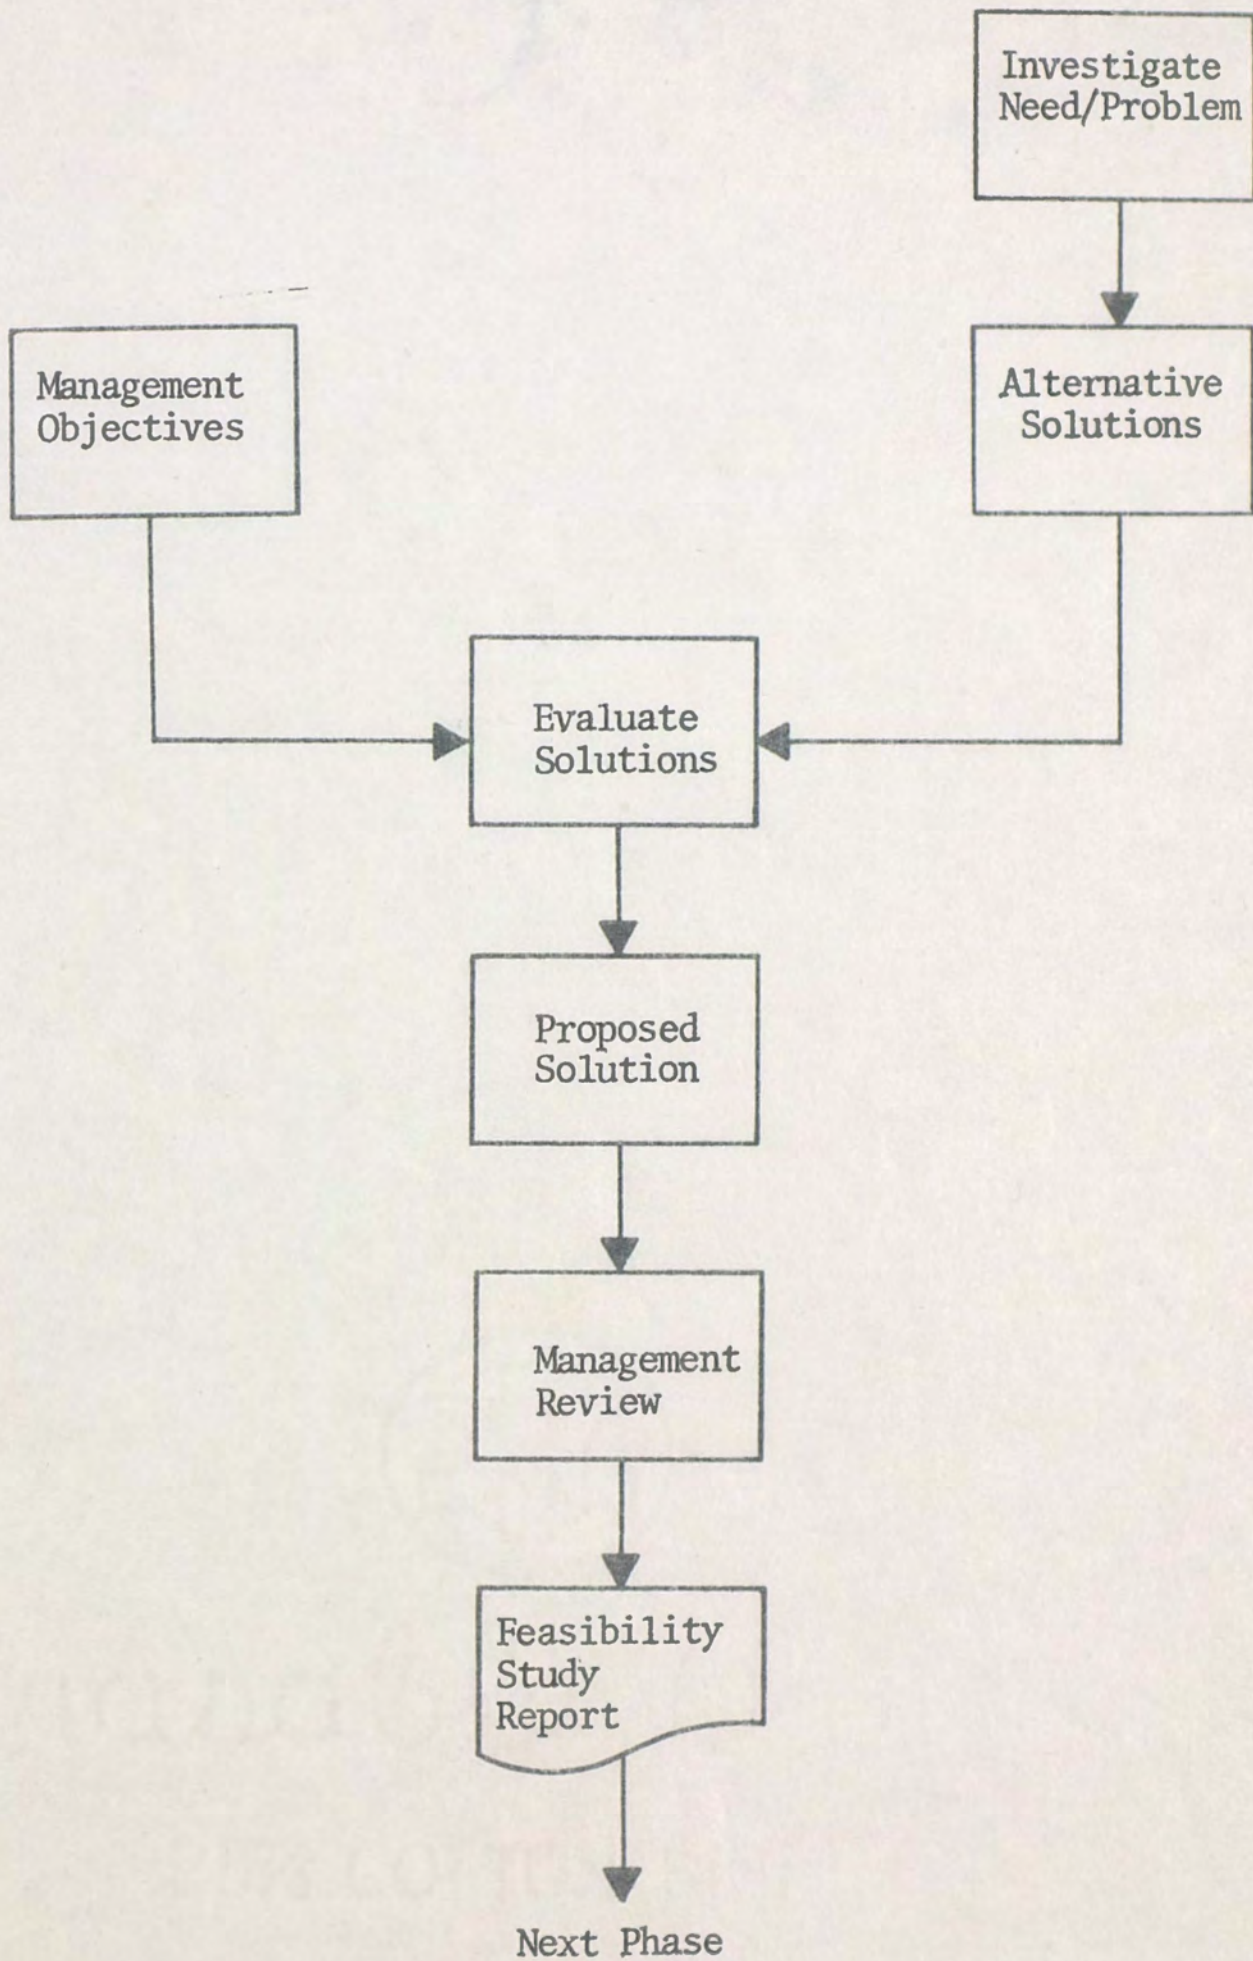 Investigate
Need/Problem
Management
Objectives
Alternative
Solutions
Evaluate
Solutions
Proposed
Solution
Management
Review
Feasibility
Study
Report
Next Phase